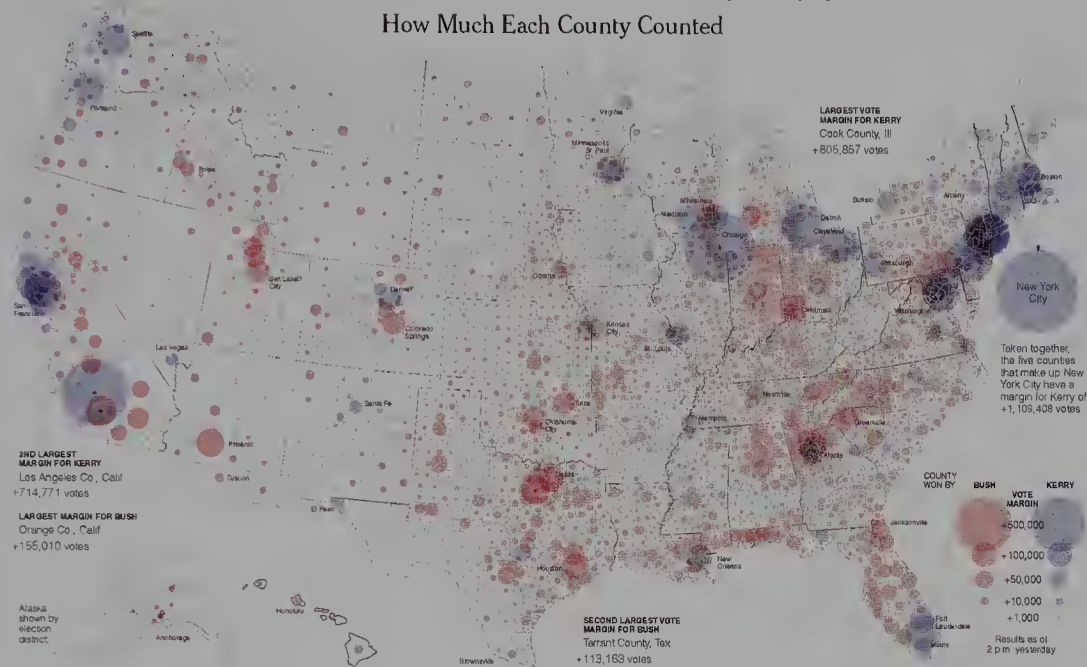 How Much Each County Counted
Seattle
Portland
Boise
Virginia
Minneapolis
St. Paul
LARGEST VOTE
MARGIN FOR KERRY
Cook County, Ill
+805,857 votes
Milwaukee
Madison
Chicago
Detroit
Cleveland
Buffalo
Albany
Boston
Pittsburgh
New York
City
Washington
Cincinnati
Taken together,
the five counties
that make up New
York City have a
margin for Kerry of
+1,109,408 votes
San
Francisco
Salt Lake
City
Denver
Colorado
Springs
Omaha
Kansas
City
St. Louis
Las Vegas
Santa Fe
Tulsa
Oklahoma
City
Memphis
Nashville
Greenville
Atlanta
Phoenix
Tucson
El Paso
Dallas
2ND LARGEST
MARGIN FOR KERRY
Los Angeles Co, Calif
+714,771 votes
LARGEST MARGIN FOR BUSH
Orange Co, Calif
+155,010 votes
Houston
New
Orleans
Jacksonville
Fort
Lauderdale
Miami
COUNTY
WON BY
BUSH
VOTE
MARGIN
KERRY
+500,000
+100,000
+50,000
+10,000
+1,000
Results as of
2 p m yesterday
Alaska
shown by
election
district.
Anchorage
Honolulu
Brownsville
SECOND LARGEST VOTE
MARGIN FOR BUSH
Tarrant County, Tex
+113,163 votes